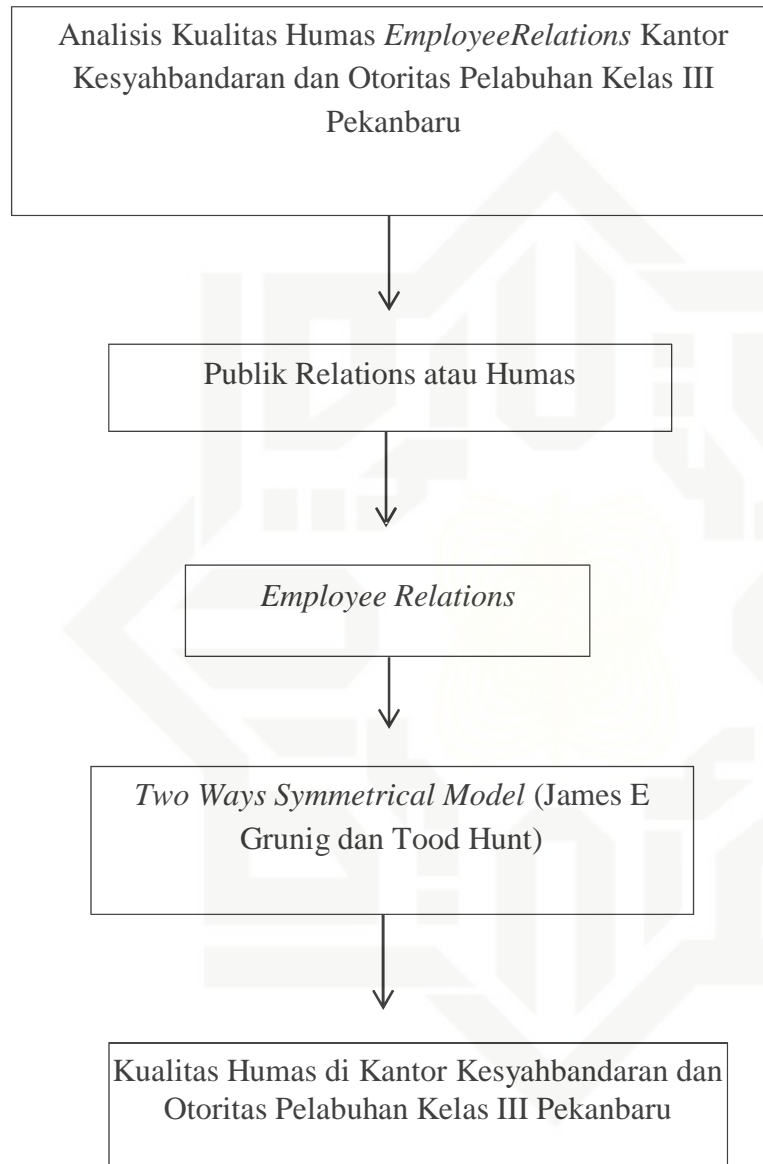 Analisis Kualitas Humas EmployeeRelations Kantor
Kesyahbandaran dan Otoritas Pelabuhan Kelas III
Pekanbaru
Publik Relations atau Humas
Employee Relations
Two Ways Symmetrical Model (James E
Grunig dan Tood Hunt)
Kualitas Humas di Kantor Kesyahbandaran dan
Otoritas Pelabuhan Kelas III Pekanbaru